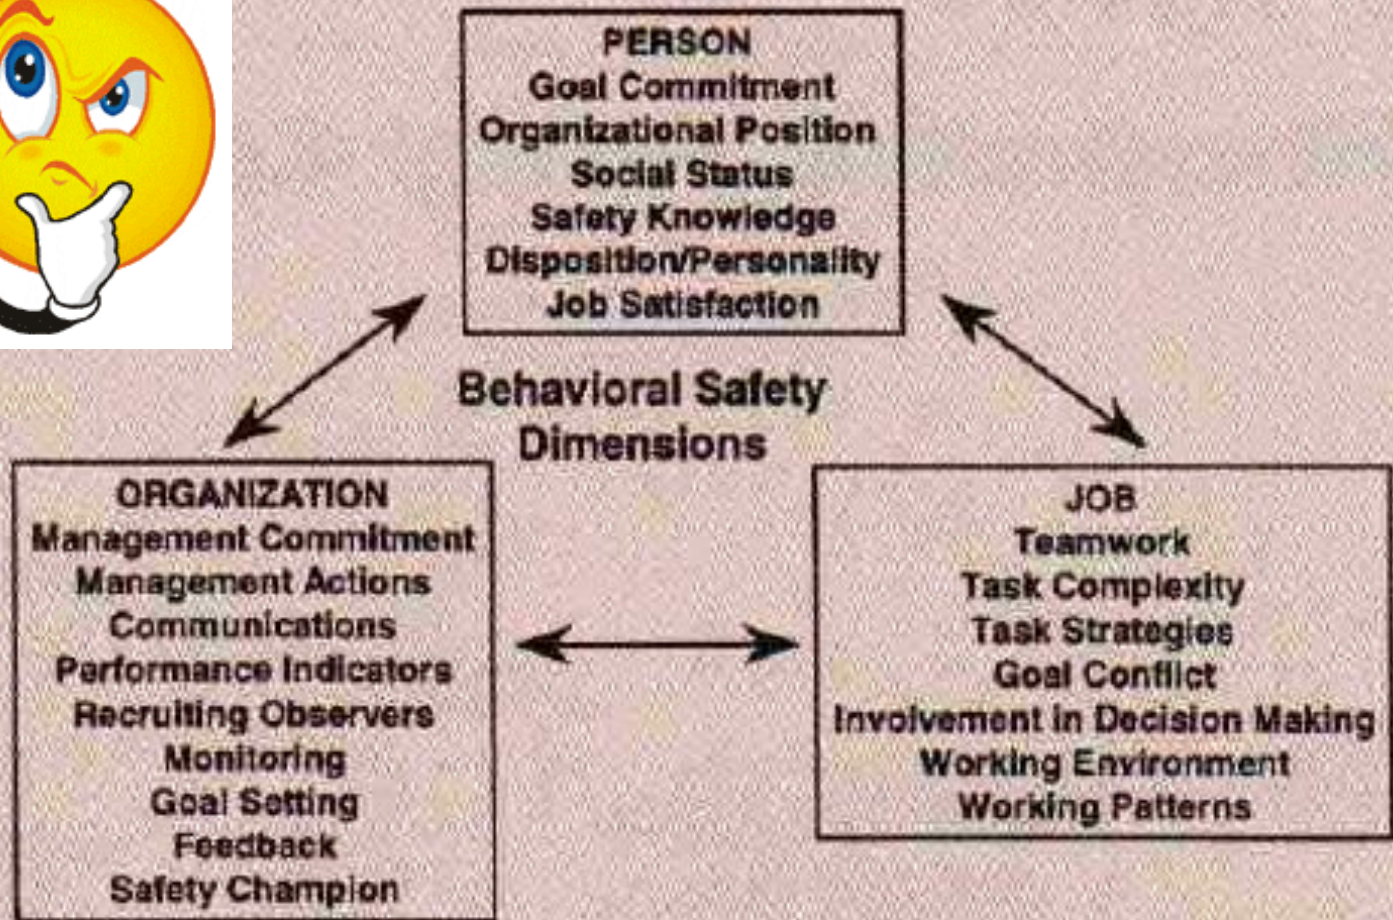 PERSON
Goal Commitment
Organizational Position
Social Status
Safety Knowledge
Disposition/Personality
Job Satisfaction
Behavioral Safety
Dimensions
ORGANIZATION
Management Commitment
Management Actions
Communications
Performance Indicators
Recruiting Observers
Monitoring
Goal Setting
Feedback
Safety Champion
JOB
Teamwork
Task Complexity
Task Strategies
Goal Conflict
Involvement in Decision Making
Working Environment
Working Patterns